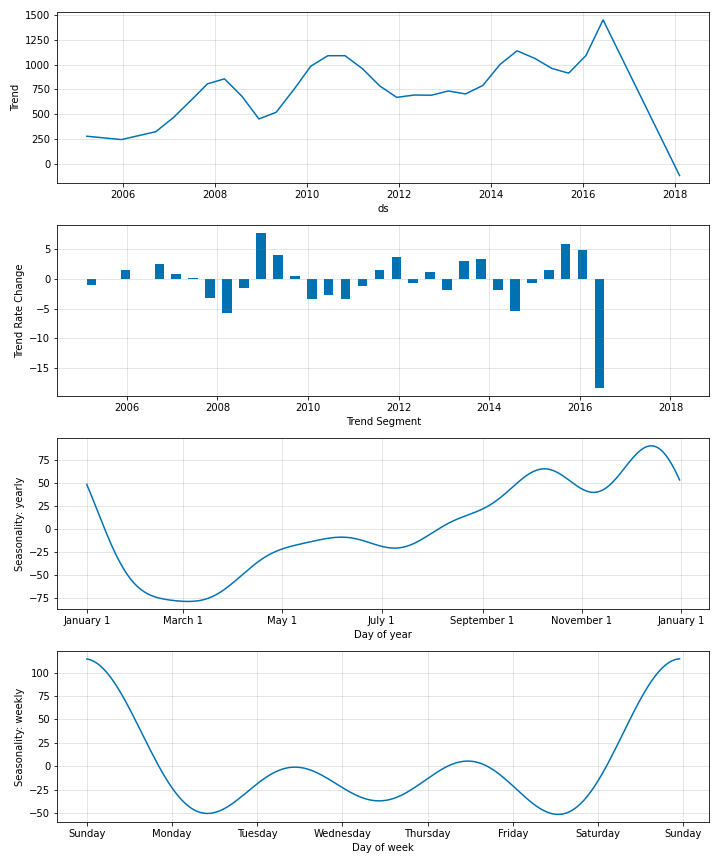 1500
1250
1000
750
500
250
0
Trend
2006
2008
2010
2012
2014
2016
2018
ds
5
0
−5
−10
−15
Trend Rate Change
2006
2008
2010
2012
2014
2016
2018
Trend Segment
75
50
25
0
−25
−50
−75
Seasonality: yearly
January 1
March 1
May 1
July 1
September 1
November 1
January 1
Day of year
100
75
50
25
0
−25
−50
Seasonality: weekly
Sunday
Monday
Tuesday
Wednesday
Thursday
Friday
Saturday
Sunday
Day of week